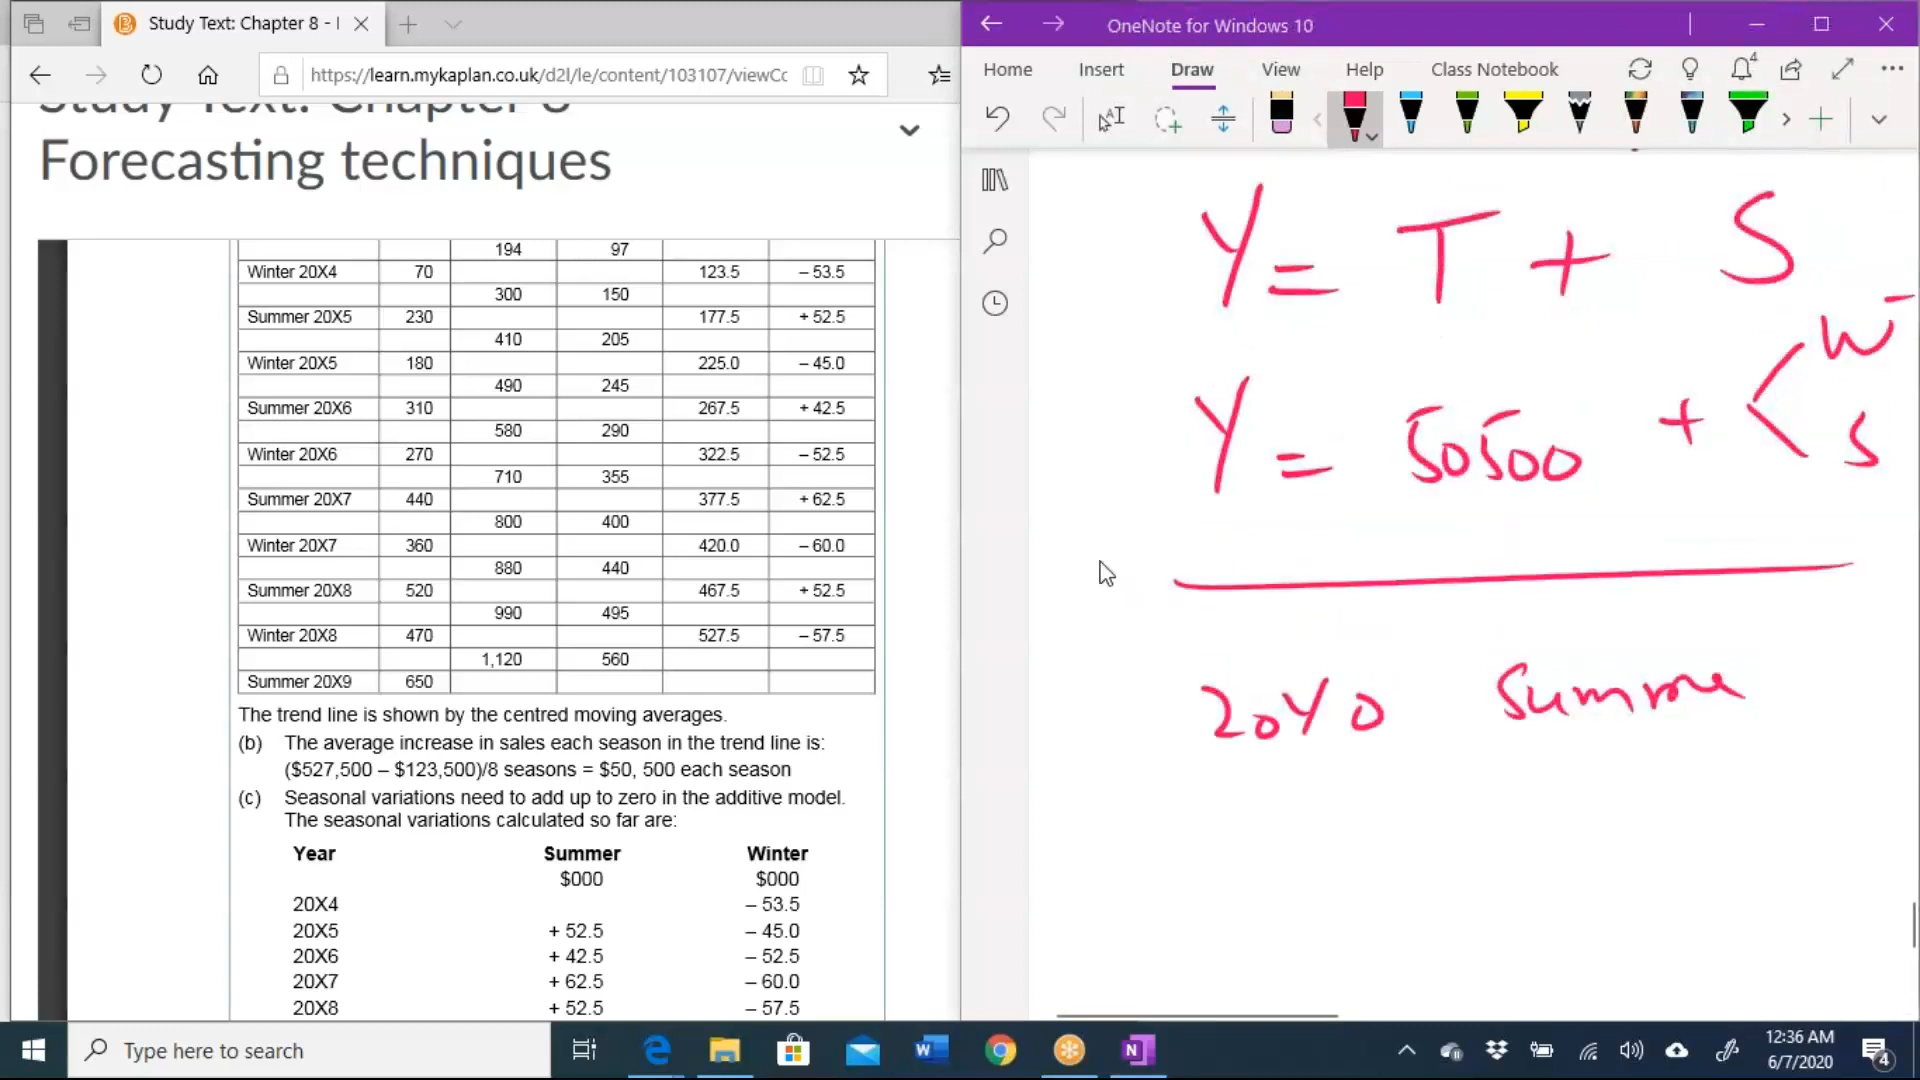 Study Text: Chapter 8 - I
https://learn.mykaplan.co.uk/d2l/le/content/103107/viewCc
Study Text: Chapter 8
Forecasting techniques
194 97
Winter 20X4 70 123.5 – 53.5
300 150
Summer 20X5 230 177.5 + 52.5
410 205
Winter 20X5 180 225.0 – 45.0
490 245
Summer 20X6 310 267.5 + 42.5
580 290
Winter 20X6 270 322.5 – 52.5
710 355
Summer 20X7 440 377.5 + 62.5
800 400
Winter 20X7 360 420.0 – 60.0
880 440
Summer 20X8 520 467.5 + 52.5
990 495
Winter 20X8 470 527.5 – 57.5
1,120 560
Summer 20X9 650
The trend line is shown by the centred moving averages.
(b) The average increase in sales each season in the trend line is:
($527,500 – $123,500)/8 seasons = $50, 500 each season
(c) Seasonal variations need to add up to zero in the additive model.
The seasonal variations calculated so far are:
Year Summer Winter
$000 $000
20X4 – 53.5
20X5 + 52.5 – 45.0
20X6 + 42.5 – 52.5
20X7 + 62.5 – 60.0
20X8 + 52.5 – 57.5
OneNote for Windows 10
Home Insert Draw View Help Class Notebook
4
Y = T + S
W -
Y = 50500 + <
S
20Y0 Summe
Type here to search
12:36 AM
6/7/2020
4